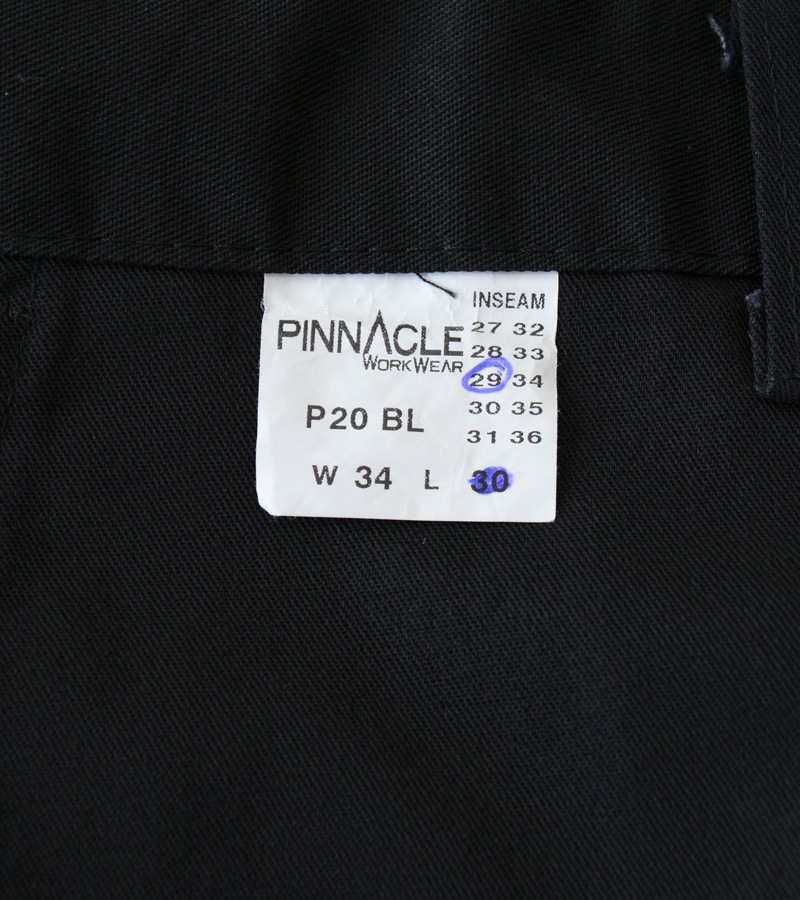 INSEAM
PINNACLE
WORKWEAR
27 32
28 33
29 34
30 35
31 36
P20 BL
W 34 L 30